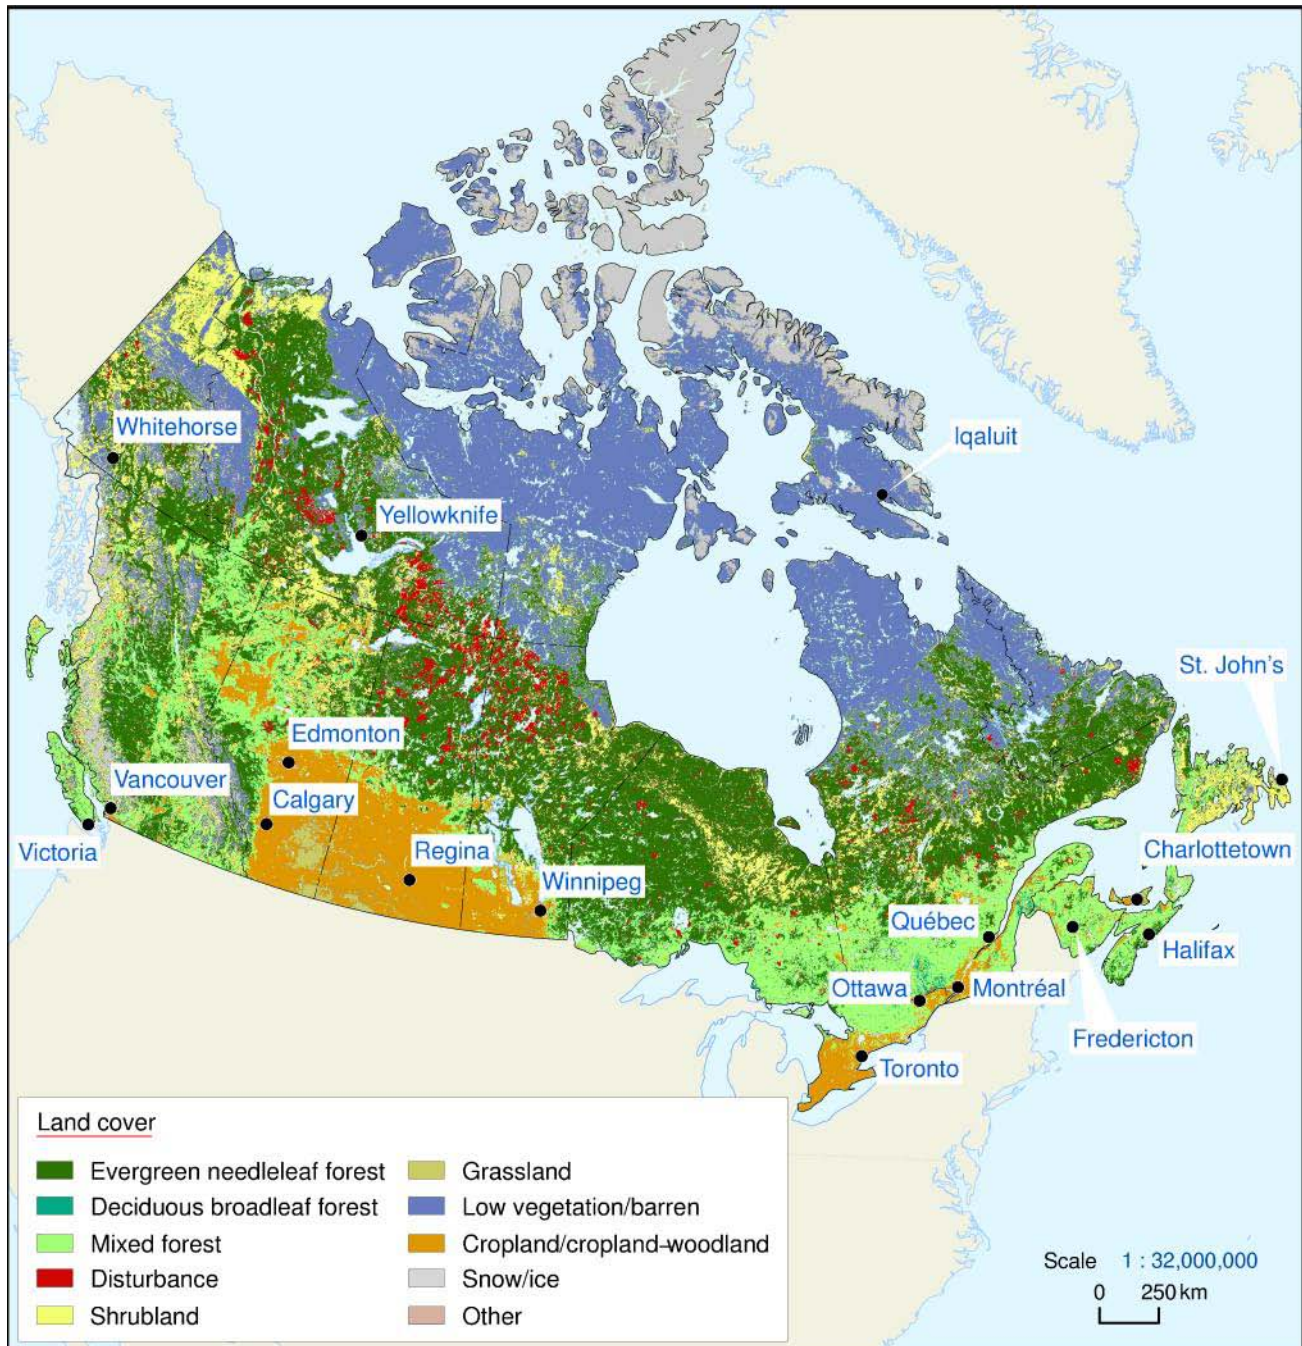 Whitehorse
Iqaluit
Yellowknife
St. John's
Edmonton
Vancouver
Calgary
Victoria
Regina
Winnipeg
Charlottetown
Québec
Halifax
Ottawa
Montréal
Fredericton
Toronto
Land cover
Evergreen needleleaf forest
Deciduous broadleaf forest
Mixed forest
Disturbance
Shrubland
Grassland
Low vegetation/barren
Cropland/cropland–woodland
Snow/ice
Other
Scale 1 : 32,000,000
0 250 km